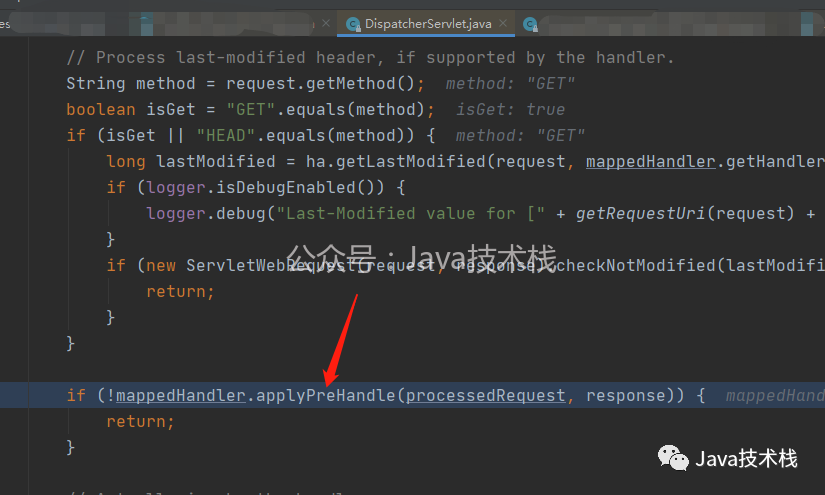 es
DispatcherServlet.java
// Process last-modified header, if supported by the handler.
String method = request.getMethod(); method: "GET"
boolean isGet = "GET".equals(method); isGet: true
if (isGet || "HEAD".equals(method)) { method: "GET"
long lastModified = ha.getLastModified(request, mappedHandler.getHandler
if (logger.isDebugEnabled()) {
logger.debug("Last-Modified value for [" + getRequestUri(request) +
}
公众号：Java技术栈
if (new ServletWebRequest(request, response).checkNotModified(lastModifi
return;
}
}
if (!mappedHandler.applyPreHandle(processedRequest, response)) { mappedHand
return;
}
Java技术栈